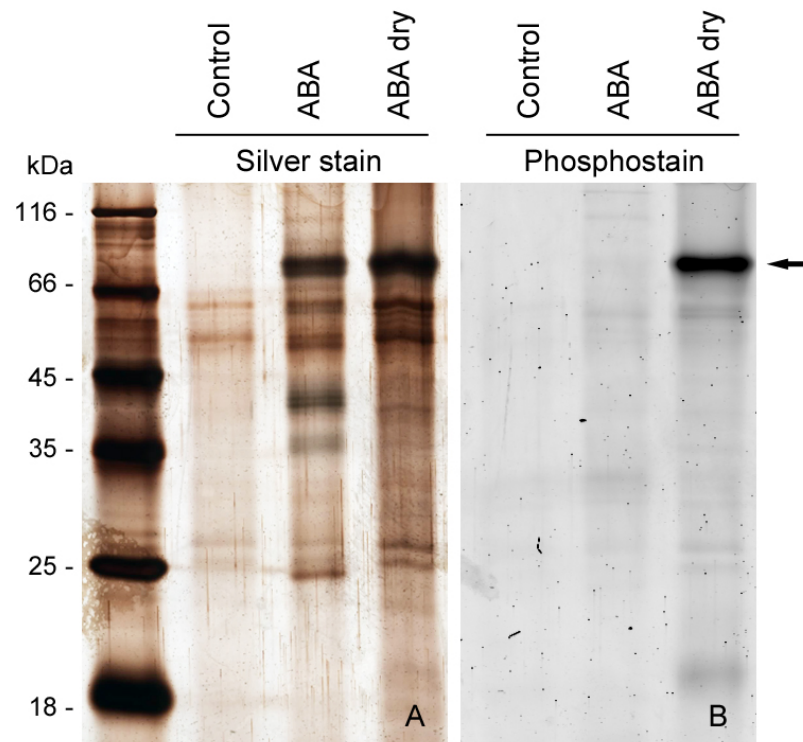 Control
ABA
ABA dry
Control
ABA
ABA dry
kDa
Silver stain
Phosphostain
116 -
66 -
45 -
35 -
25 -
18 -
A
B